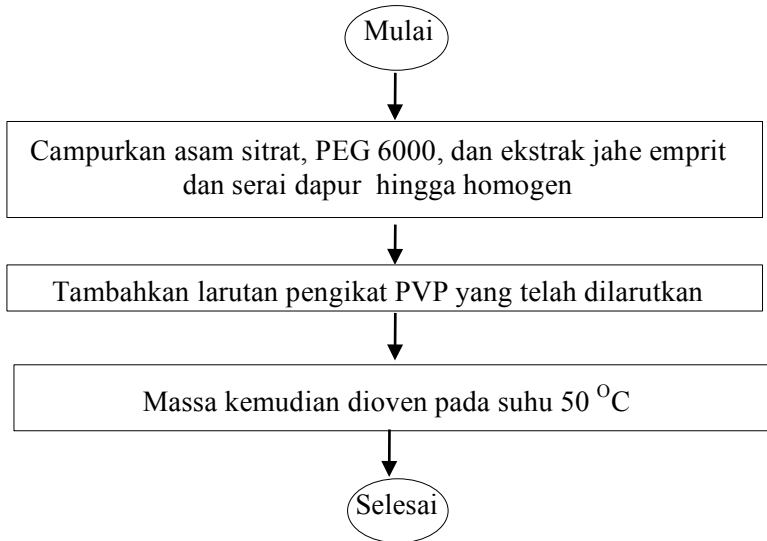 Mulai
Campurkan asam sitrat, PEG 6000, dan ekstrak jahe emprit
dan serai dapur hingga homogen
Tambahkan larutan pengikat PVP yang telah dilarutkan
Massa kemudian dioven pada suhu 50 ᴼC
Selesai